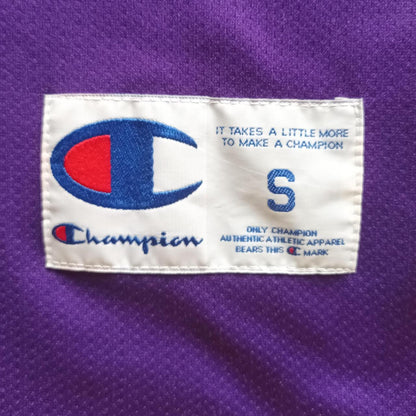 IT TAKES A LITTLE MORE
TO MAKE A CHAMPION
S
Champion
ONLY CHAMPION
AUTHENTIC ATHLETIC APPAREL
BEARS THIS C MARK